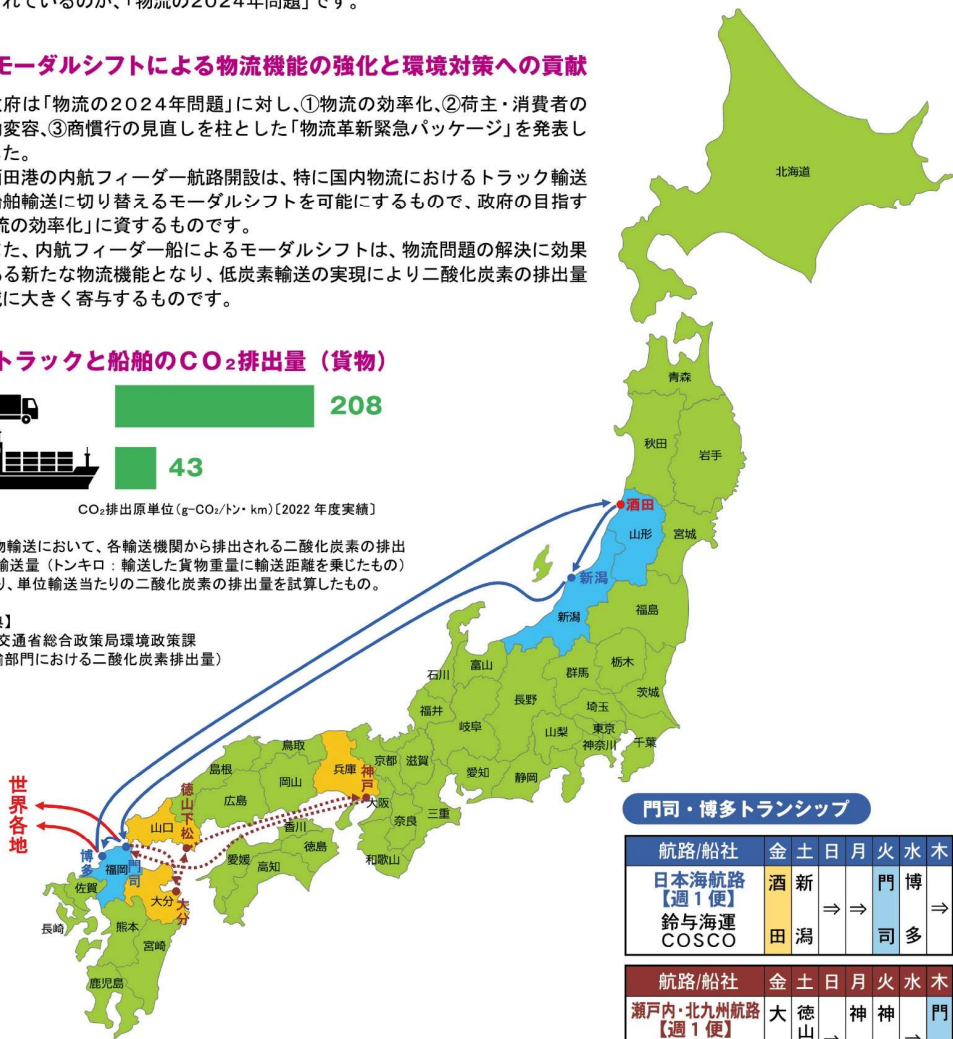 れているのが、「物流の2024年問題」です。
モーダルシフトによる物流機能の強化と環境対策への貢献
府は「物流の2024年問題」に対し、①物流の効率化、②荷主・消費者の
変容、③商慣行の見直しを柱とした「物流革新緊急パッケージ」を発表し
た。
田港の内航フィーダー航路開設は、特に国内物流におけるトラック輸送
船舶輸送に切り替えるモーダルシフトを可能にするもので、政府の目指す
流の効率化」に資するものです。
た、内航フィーダー船によるモーダルシフトは、物流問題の解決に効果
る新たな物流機能となり、低炭素輸送の実現により二酸化炭素の排出量
に大きく寄与するものです。
トラックと船舶のCO₂排出量(貨物)
208
43
CO₂排出原単位(g-CO₂/トン・km)〔2022年度実績〕
物輸送において、各輸送機関から排出される二酸化炭素の排出
輸送量(トンキロ:輸送した貨物重量に輸送距離を乗じたもの)
り、単位輸送当たりの二酸化炭素の排出量を試算したもの。
】
交通省総合政策局環境政策課
部門における二酸化炭素排出量)
北海道
青森
秋田
岩手
酒田
山形
宮城
新潟
新潟
福島
石川
富山
群馬
栃木
茨城
福井
長野
埼玉
岐阜
山梨
東京
神奈川
千葉
愛知
静岡
鳥取
島根
岡山
兵庫
神戸
京都
滋賀
広島
大阪
奈良
三重
和歌山
徳山下松
山口
香川
徳島
愛媛
高知
世界各地
博多
福岡
門司
佐賀
大分
大分
長崎
熊本
宮崎
鹿児島
門司・博多トランシップ
航路/船社 金 土 日 月 火 水 木
日本海航路 酒田 新潟 ⇒ ⇒ 門司 博多 ⇒
【週1便】
鈴与海運
COSCO
航路/船社 金 土 日 月 火 水 木
瀬戸内・北九州航路 大 徳山 ⇒ 神 神 ⇒ 門
【週1便】